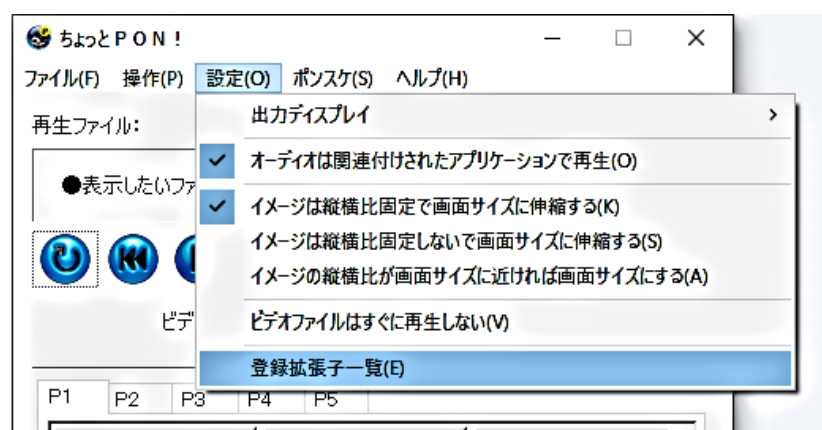 ちょっとPON!
ファイル(F) 操作(P) 設定(O) ポンスケ(S) ヘルプ(H)
再生ファイル:
出力ディスプレイ
オーディオは関連付けされたアプリケーションで再生(O)
●表示したいファ
イメージは縦横比固定で画面サイズに伸縮する(K)
イメージは縦横比固定しないで画面サイズに伸縮する(S)
イメージの縦横比が画面サイズに近ければ画面サイズにする(A)
ビデ
ビデオファイルはすぐに再生しない(V)
登録拡張子一覧(E)
P1 P2 P3 P4 P5